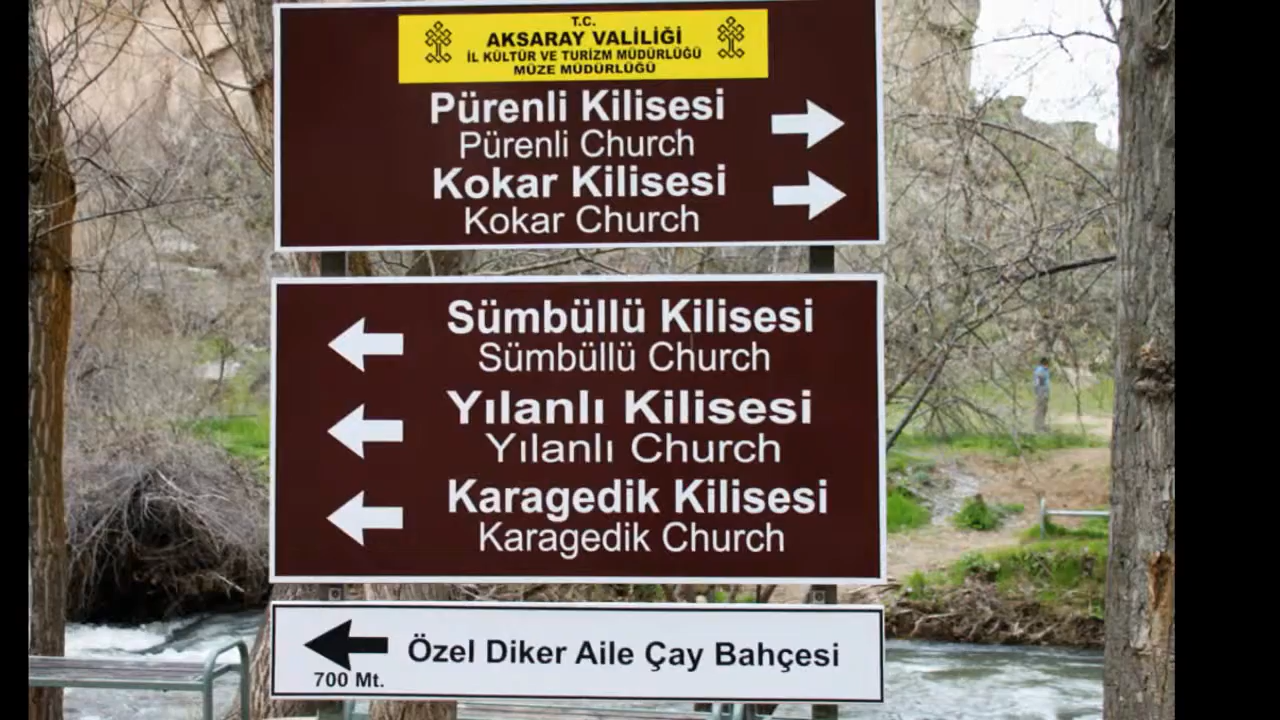 T.C.
AKSARAY VALİLİĞİ
İL KÜLTÜR VE TURİZM MÜDÜRLÜĞÜ
MÜZE MÜDÜRLÜĞÜ
Pürenli Kilisesi
Pürenli Church
Kokar Kilisesi
Kokar Church
Sümbüllü Kilisesi
Sümbüllü Church
Yılanlı Kilisesi
Yılanlı Church
Karagedik Kilisesi
Karagedik Church
Özel Diker Aile Çay Bahçesi
700 Mt.